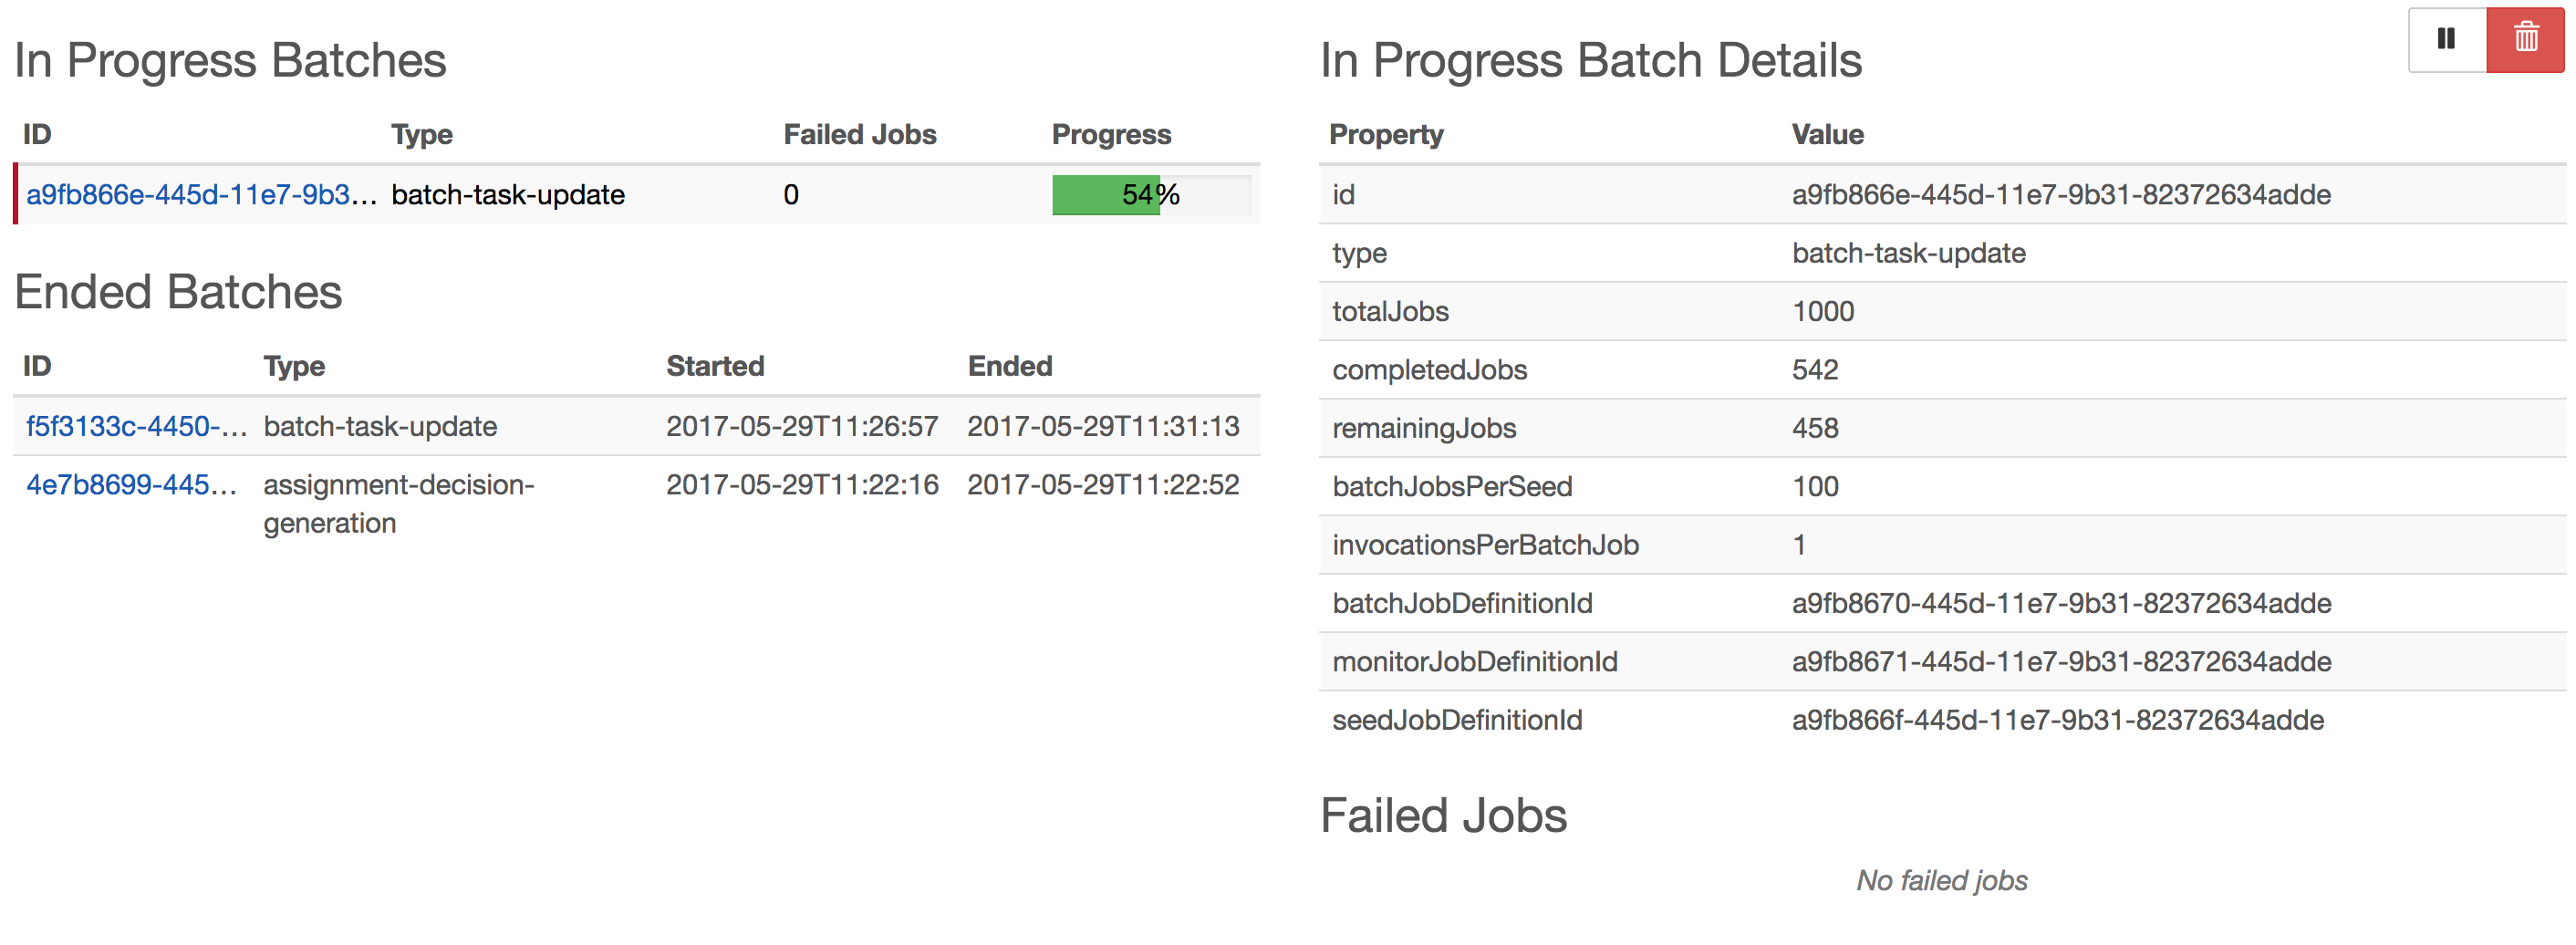 In Progress Batches
ID Type Failed Jobs Progress
a9fb866e-445d-11e7-9b3... batch-task-update 0 54%
Ended Batches
ID Type Started Ended
f5f3133c-4450-... batch-task-update 2017-05-29T11:26:57 2017-05-29T11:31:13
4e7b8699-445... assignment-decision- 2017-05-29T11:22:16 2017-05-29T11:22:52
generation
In Progress Batch Details
Property Value
id a9fb866e-445d-11e7-9b31-82372634adde
type batch-task-update
totalJobs 1000
completedJobs 542
remainingJobs 458
batchJobsPerSeed 100
invocationsPerBatchJob 1
batchJobDefinitionId a9fb8670-445d-11e7-9b31-82372634adde
monitorJobDefinitionId a9fb8671-445d-11e7-9b31-82372634adde
seedJobDefinitionId a9fb866f-445d-11e7-9b31-82372634adde
Failed Jobs
No failed jobs